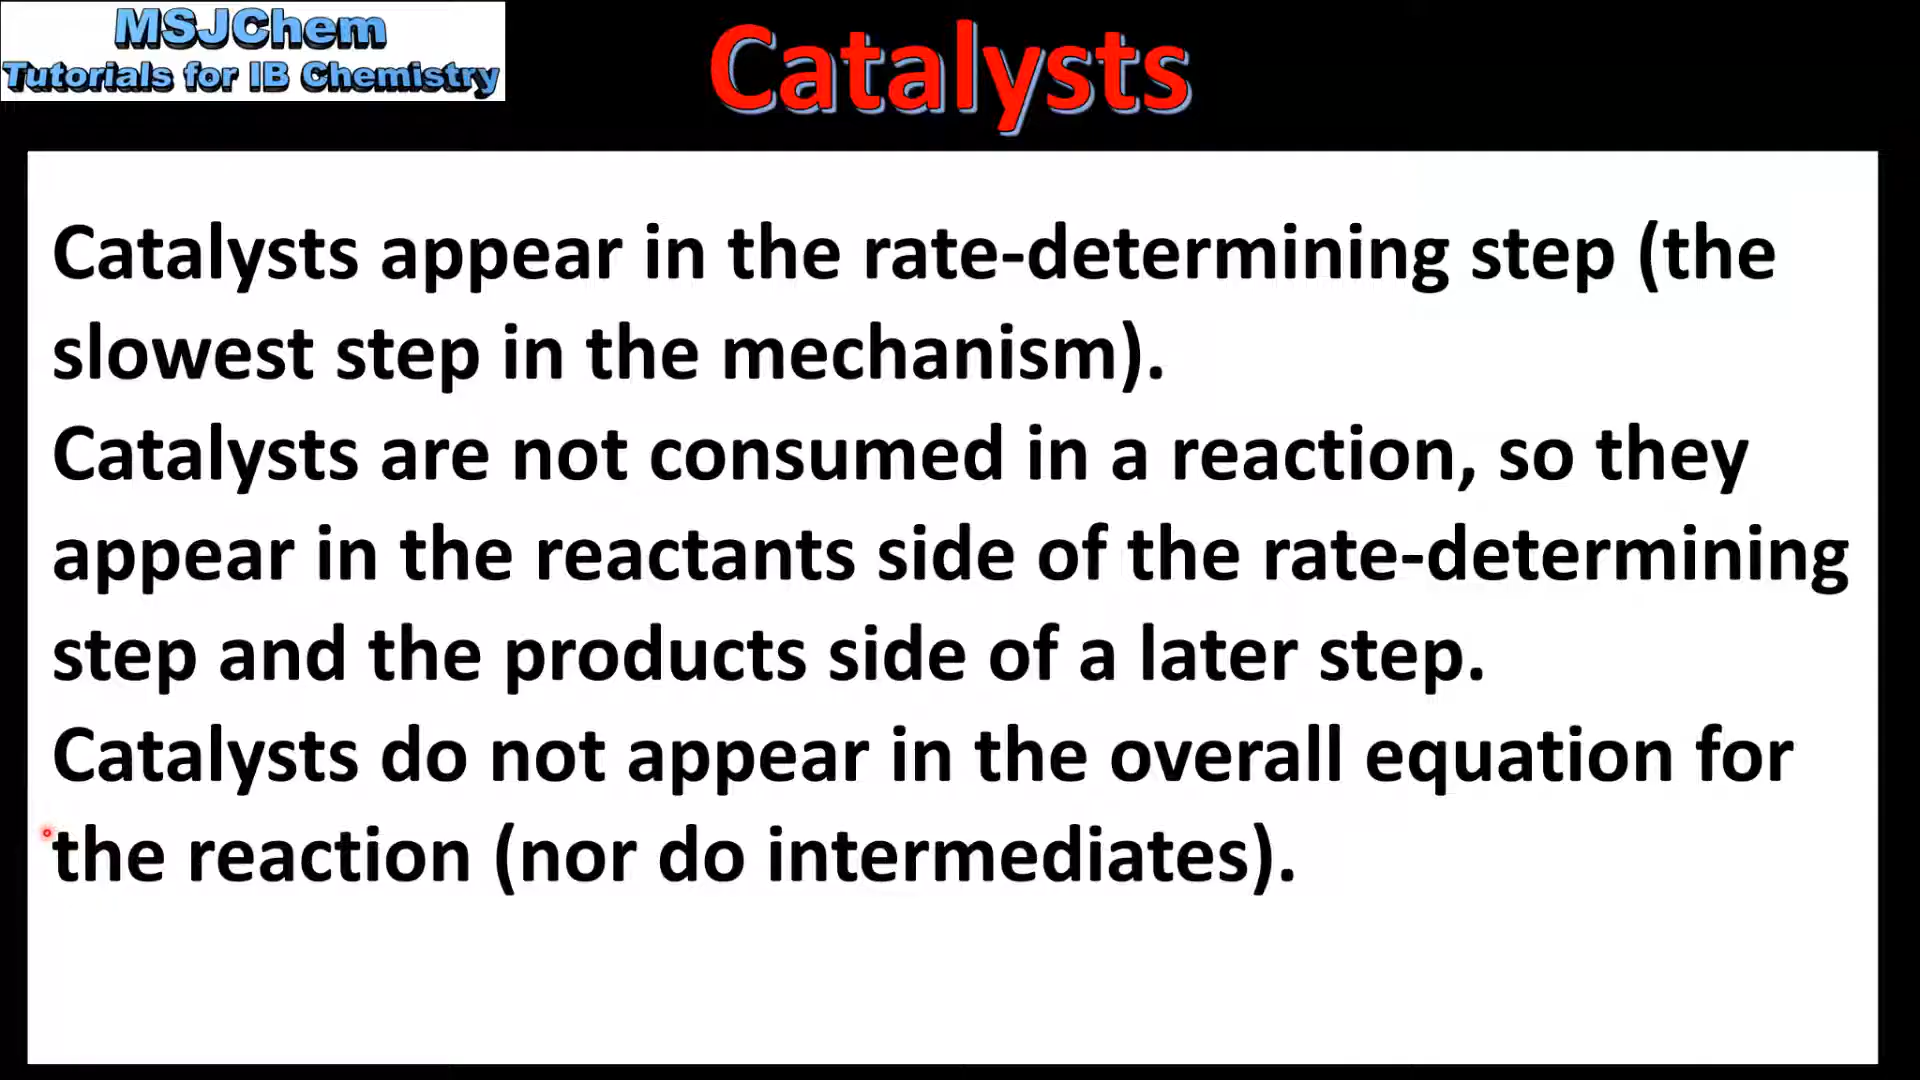 MSJChem
Tutorials for IB Chemistry
Catalysts
Catalysts appear in the rate-determining step (the
slowest step in the mechanism).
Catalysts are not consumed in a reaction, so they
appear in the reactants side of the rate-determining
step and the products side of a later step.
Catalysts do not appear in the overall equation for
the reaction (nor do intermediates).